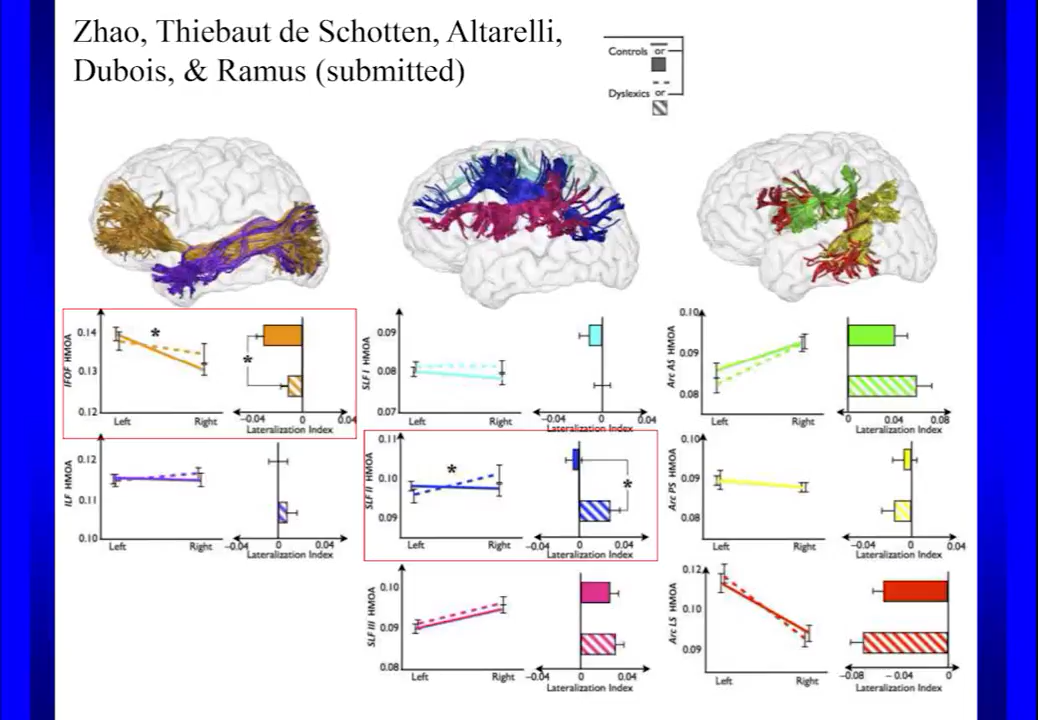 Zhao, Thiebaut de Schotten, Altarelli,
Dubois, & Ramus (submitted)
Controls or
Dyslexics or
IFOF HMOA
0.14
0.13
0.12
*
Left Right
*
-0.04 0 0.04
Lateralization Index
SLF I HMOA
0.09
0.08
0.07
Left Right
-0.04 0 0.04
Lateralization Index
Arc AS HMOA
0.10
0.09
0.08
Left Right
0 0.04 0.08
Lateralization Index
ILF HMOA
0.12
0.11
0.10
Left Right
-0.04 0 0.04
Lateralization Index
SLF II HMOA
0.11
0.10
0.09
*
Left Right
*
-0.04 0 0.04
Lateralization Index
Arc PS HMOA
0.10
0.09
0.08
Left Right
-0.04 0 0.04
Lateralization Index
SLF III HMOA
0.10
0.09
0.08
Left Right
-0.04 0 0.04
Lateralization Index
Arc LS HMOA
0.12
0.10
0.09
Left Right
-0.08 -0.04 0
Lateralization Index